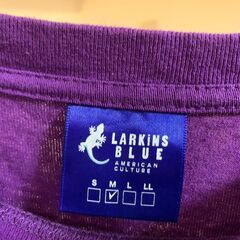 LARKiNS
BLUE
AMERICAN
CULTURE
S M L LL